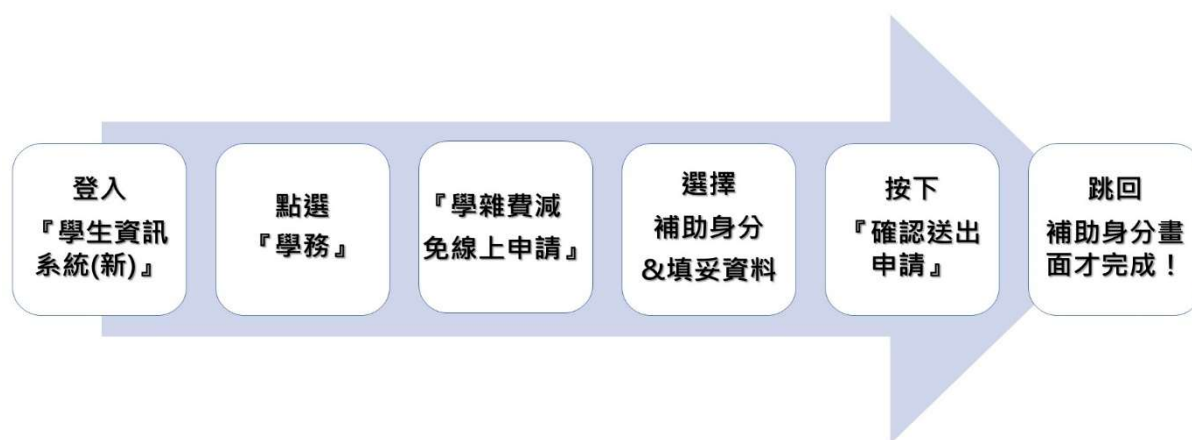 登入
『學生資訊
系統(新)』
點選
『學務』
『學雜費減
免線上申請』
選擇
補助身分
&填妥資料
按下
『確認送出
申請』
跳回
補助身分畫
面才完成！